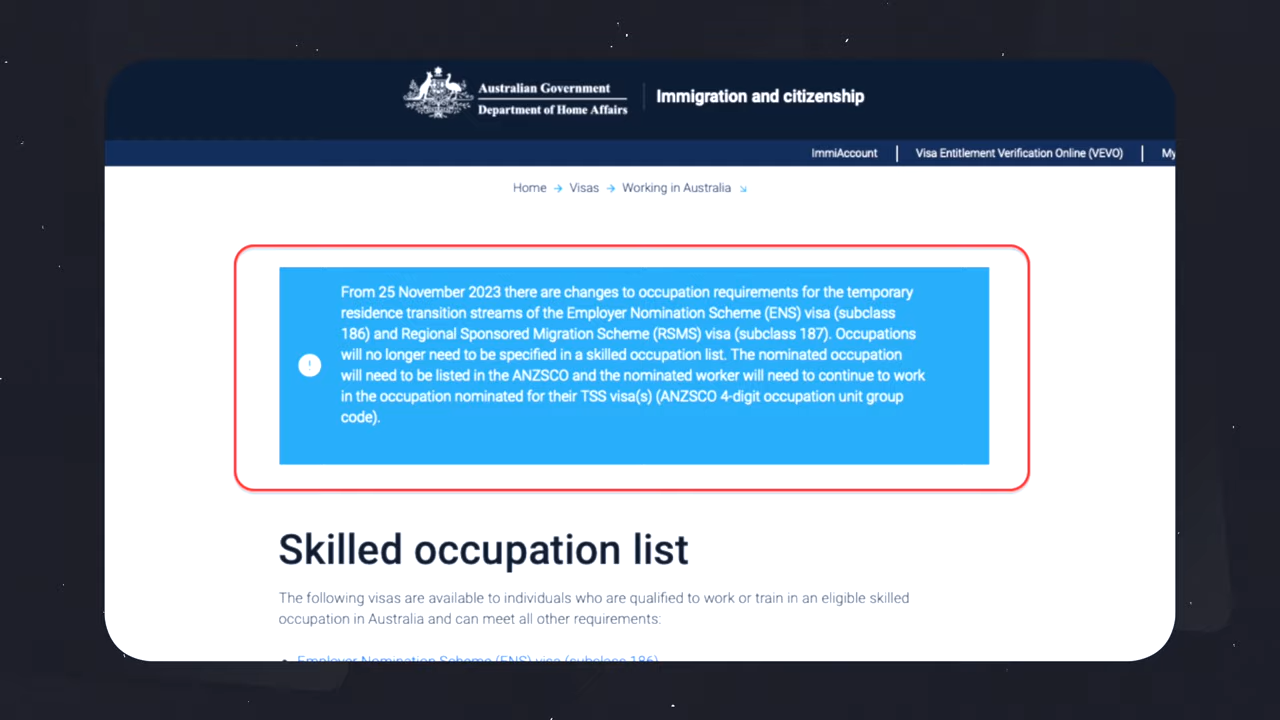 Australian Government
Department of Home Affairs
Immigration and citizenship
ImmiAccount
Visa Entitlement Verification Online (VEVO)
My
Home → Visas → Working in Australia
From 25 November 2023 there are changes to occupation requirements for the temporary
residence transition streams of the Employer Nomination Scheme (ENS) visa (subclass
186) and Regional Sponsored Migration Scheme (RSMS) visa (subclass 187). Occupations
will no longer need to be specified in a skilled occupation list. The nominated occupation
will need to be listed in the ANZSCO and the nominated worker will need to continue to work
in the occupation nominated for their TSS visa(s) (ANZSCO 4-digit occupation unit group
code).
Skilled occupation list
The following visas are available to individuals who are qualified to work or train in an eligible skilled
occupation in Australia and can meet all other requirements:
Employer Nomination Scheme (ENS) visa (subclass 186)